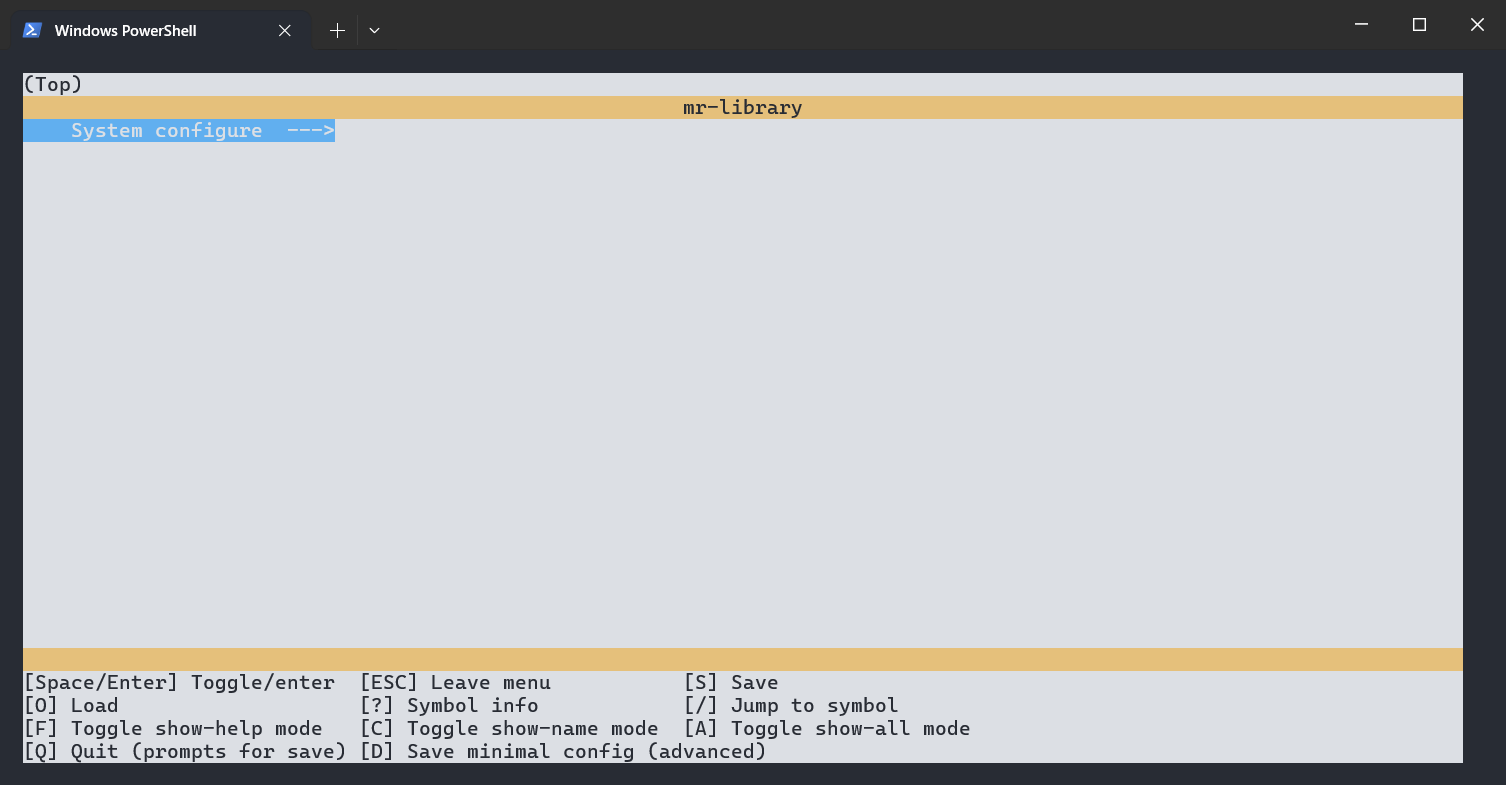 Windows PowerShell
(Top)
mr-library
System configure  --->
[Space/Enter] Toggle/enter  [ESC] Leave menu           [S] Save
[O] Load                    [?] Symbol info            [/] Jump to symbol
[F] Toggle show-help mode   [C] Toggle show-name mode  [A] Toggle show-all mode
[Q] Quit (prompts for save) [D] Save minimal config (advanced)